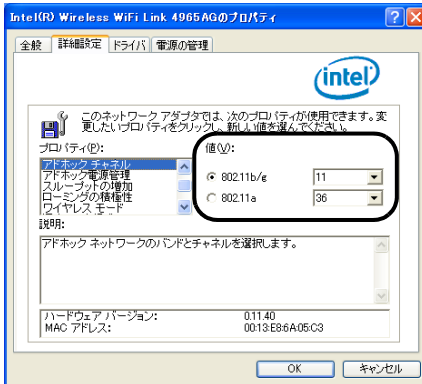 Intel(R) Wireless WiFi Link 4965AGのプロパティ
全般 詳細設定 ドライバ 電源の管理
intel
このネットワーク アダプタでは、次のプロパティが使用できます。変
更したいプロパティをクリックし、新しい値を選んでください。
プロパティ(P): 値(V):
アドホック チャネル
アドホック電源管理
スループットの増加
ローミングの積極性
ワイヤレス モード
802.11b/g 11
802.11a 36
説明:
アドホック ネットワークのバンドとチャネルを選択します。
ハードウェア バージョン: 0.11.40
MAC アドレス: 00:13:E8:6A:05:C3
OK キャンセル